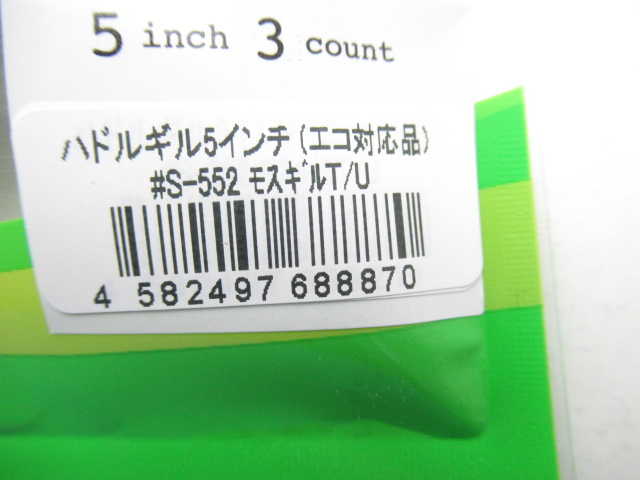 5 inch 3 count
ハドルギル5インチ(エコ対応品)
#S-552 ﾓｽｷﾞﾙT/U
4 582497 688870